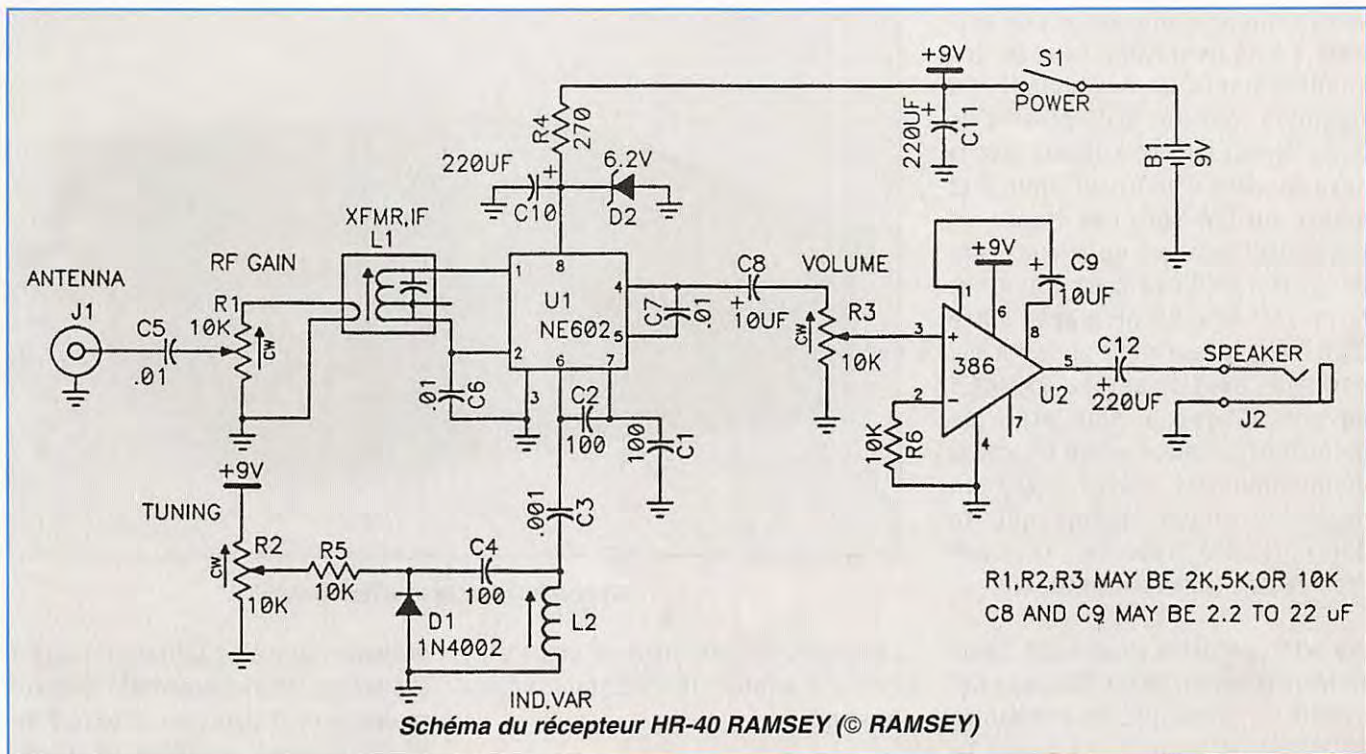 +9V
S1
POWER
220UF
+
C11
B1
9V
R4
270
220UF
+
C10
6.2V
D2
XFMR,IF
L1
ANTENNA
J1
C5
.01
RF GAIN
R1
10K
CW
1
2
8
U1
NE602
4
5
6
7
3
.01
C6
C2
100
100
C1
C7
.01
C8
+
10UF
VOLUME
R3
CW
10K
+9V
C9
+
10UF
1
6
8
3
+
386
2
-
5
U2
7
4
10K
R6
C12
+
220UF
SPEAKER
J2
+9V
TUNING
R2
CW
10K
R5
10K
C4
100
.001
C3
D1
1N4002
L2
IND,VAR
R1,R2,R3 MAY BE 2K,5K,OR 10K
C8 AND C9 MAY BE 2.2 TO 22 uF
Schéma du récepteur HR-40 RAMSEY (© RAMSEY)